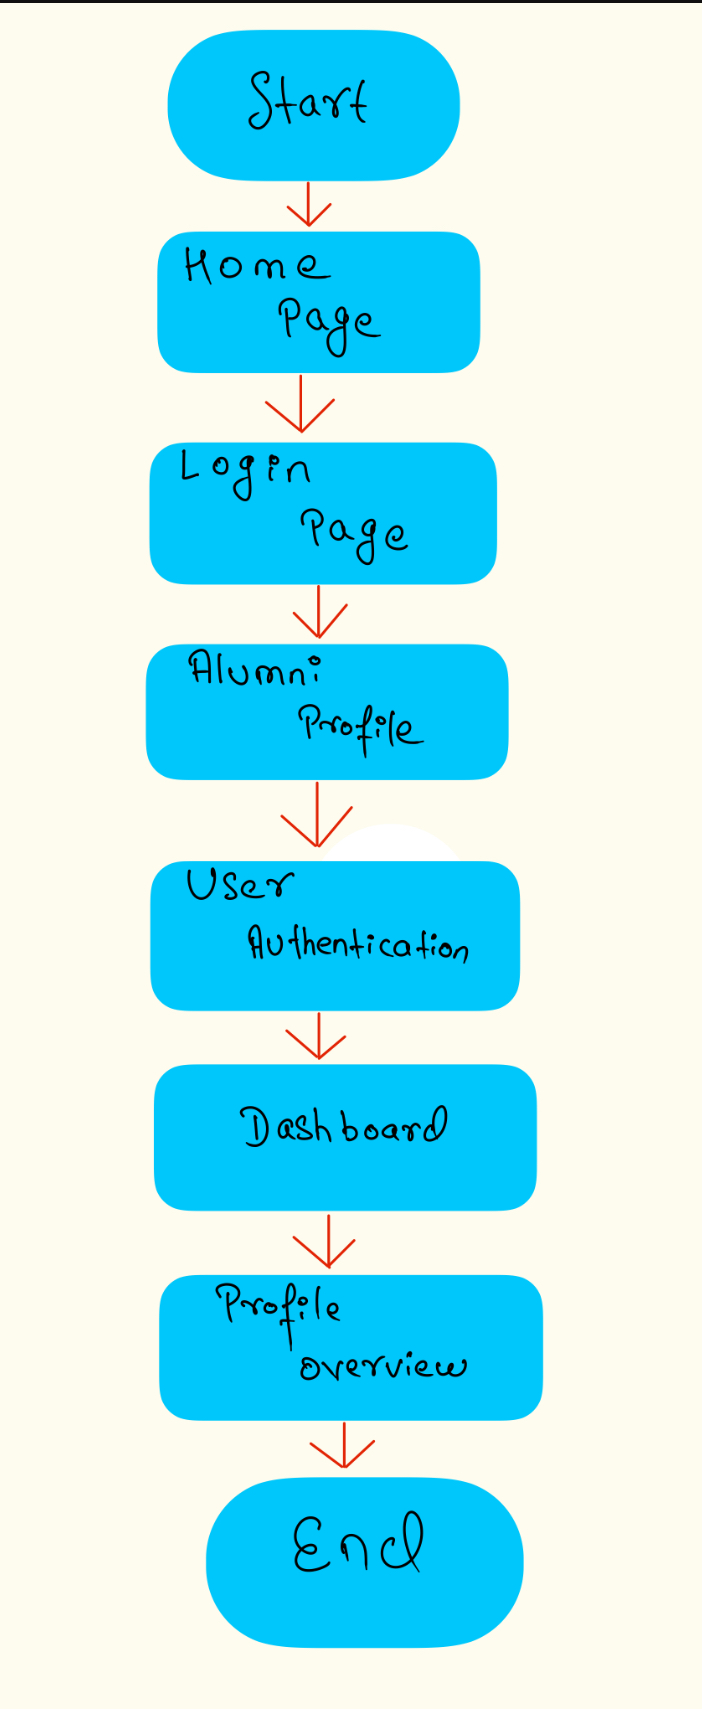 Start
Home
Page
Login
Page
Alumni
Profile
User
Authentication
Dashboard
Profile
overview
End